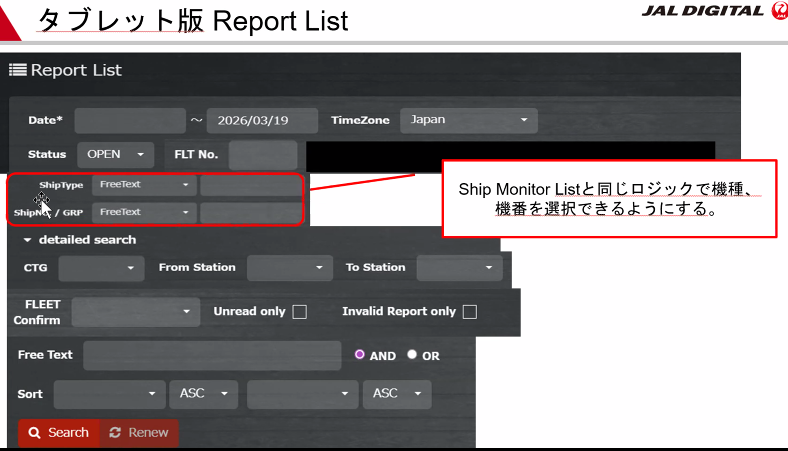 タブレット版 Report List
JAL DIGITAL
JAL
Report List
Date* ～ 2026/03/19 TimeZone Japan
Status OPEN FLT No.
ShipType FreeText
ShipNo / GRP FreeText
Ship Monitor Listと同じロジックで機種、
機番を選択できるようにする。
detailed search
CTG From Station To Station
FLEET
Confirm Unread only Invalid Report only
Free Text AND OR
Sort ASC ASC
Search Renew